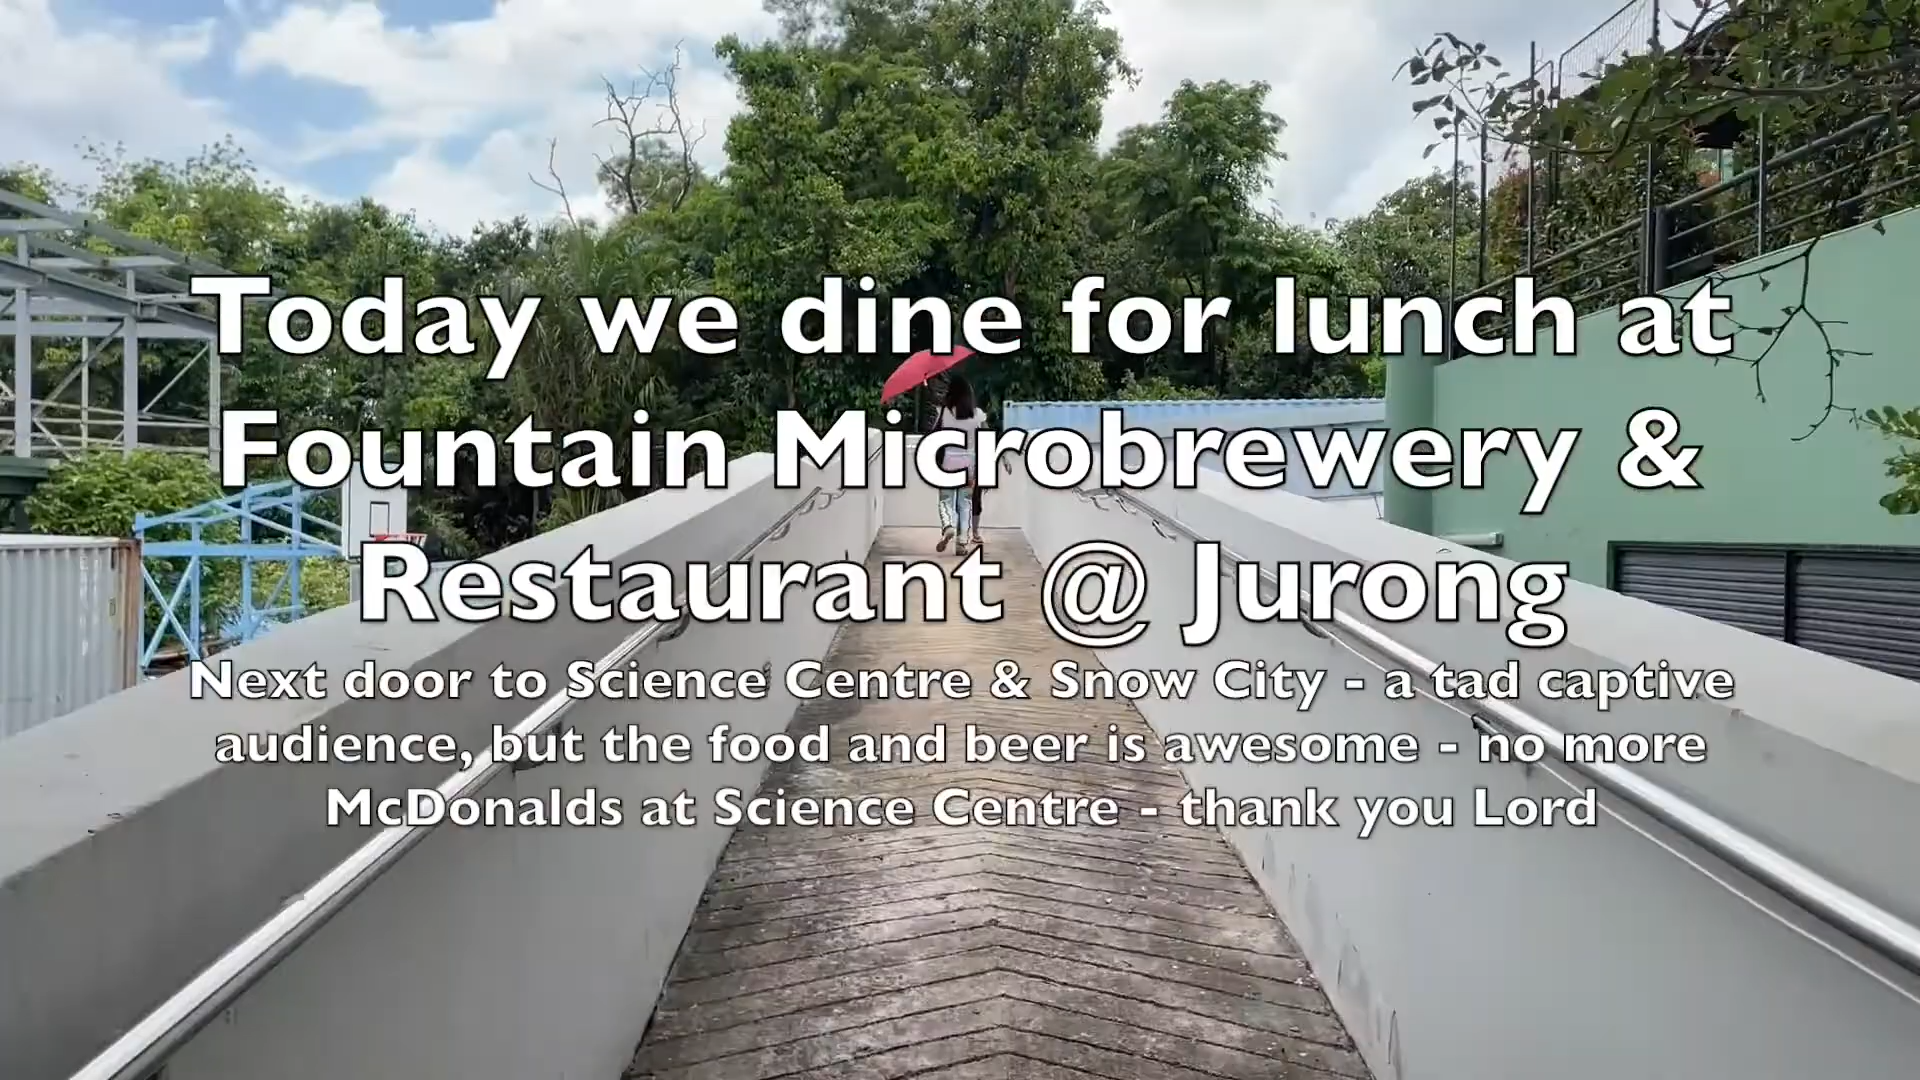 Today we dine for lunch at
Fountain Microbrewery &
Restaurant @ Jurong
Next door to Science Centre & Snow City - a tad captive
audience, but the food and beer is awesome - no more
McDonalds at Science Centre - thank you Lord